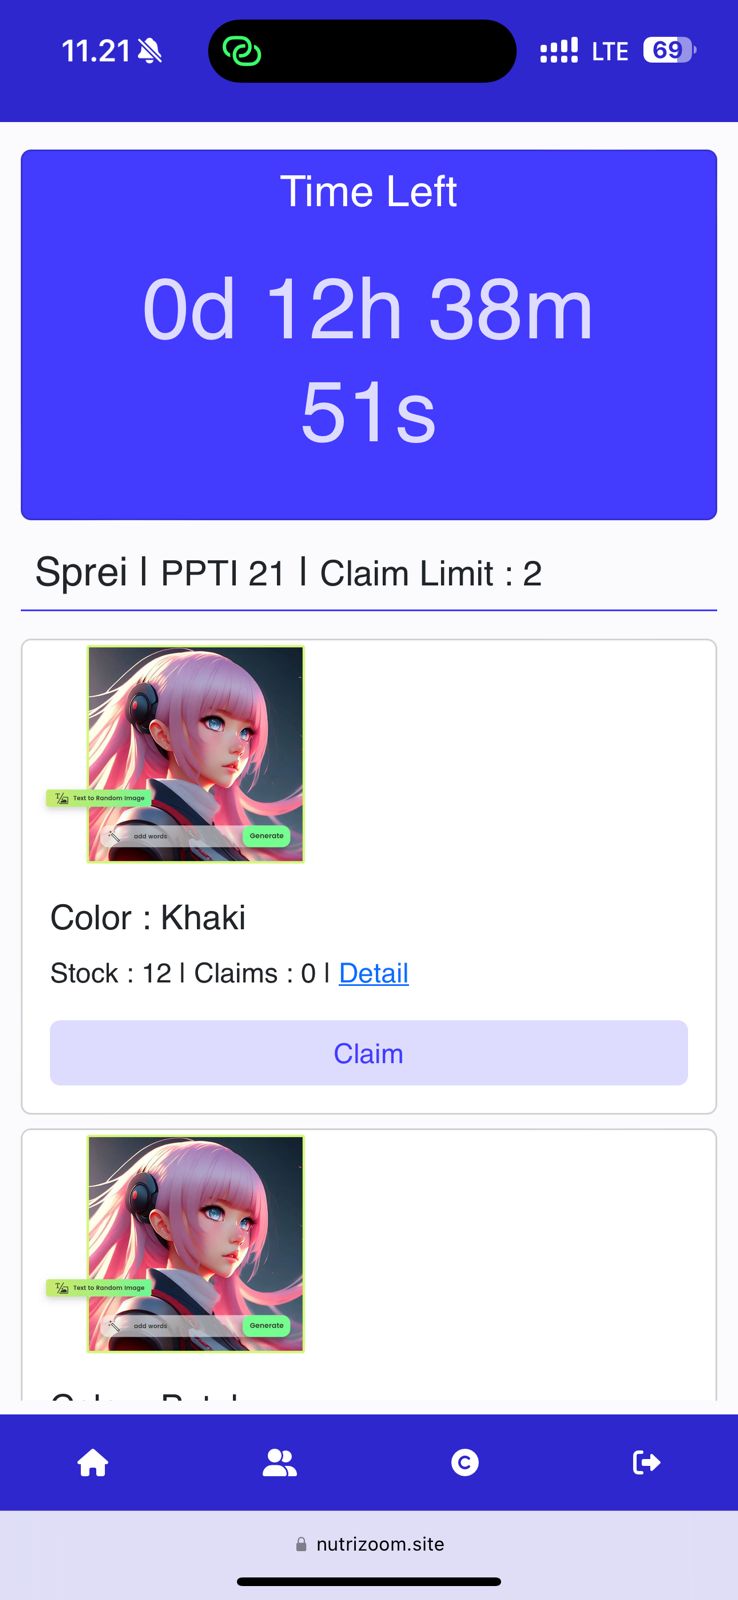 11.21
LTE
69
Time Left
0d 12h 38m
51s
Sprei | PPTI 21 | Claim Limit : 2
Text to Random Image
add words
Generate
Color : Khaki
Stock : 12 | Claims : 0 | Detail
Claim
Text to Random Image
add words
Generate
nutrizoom.site